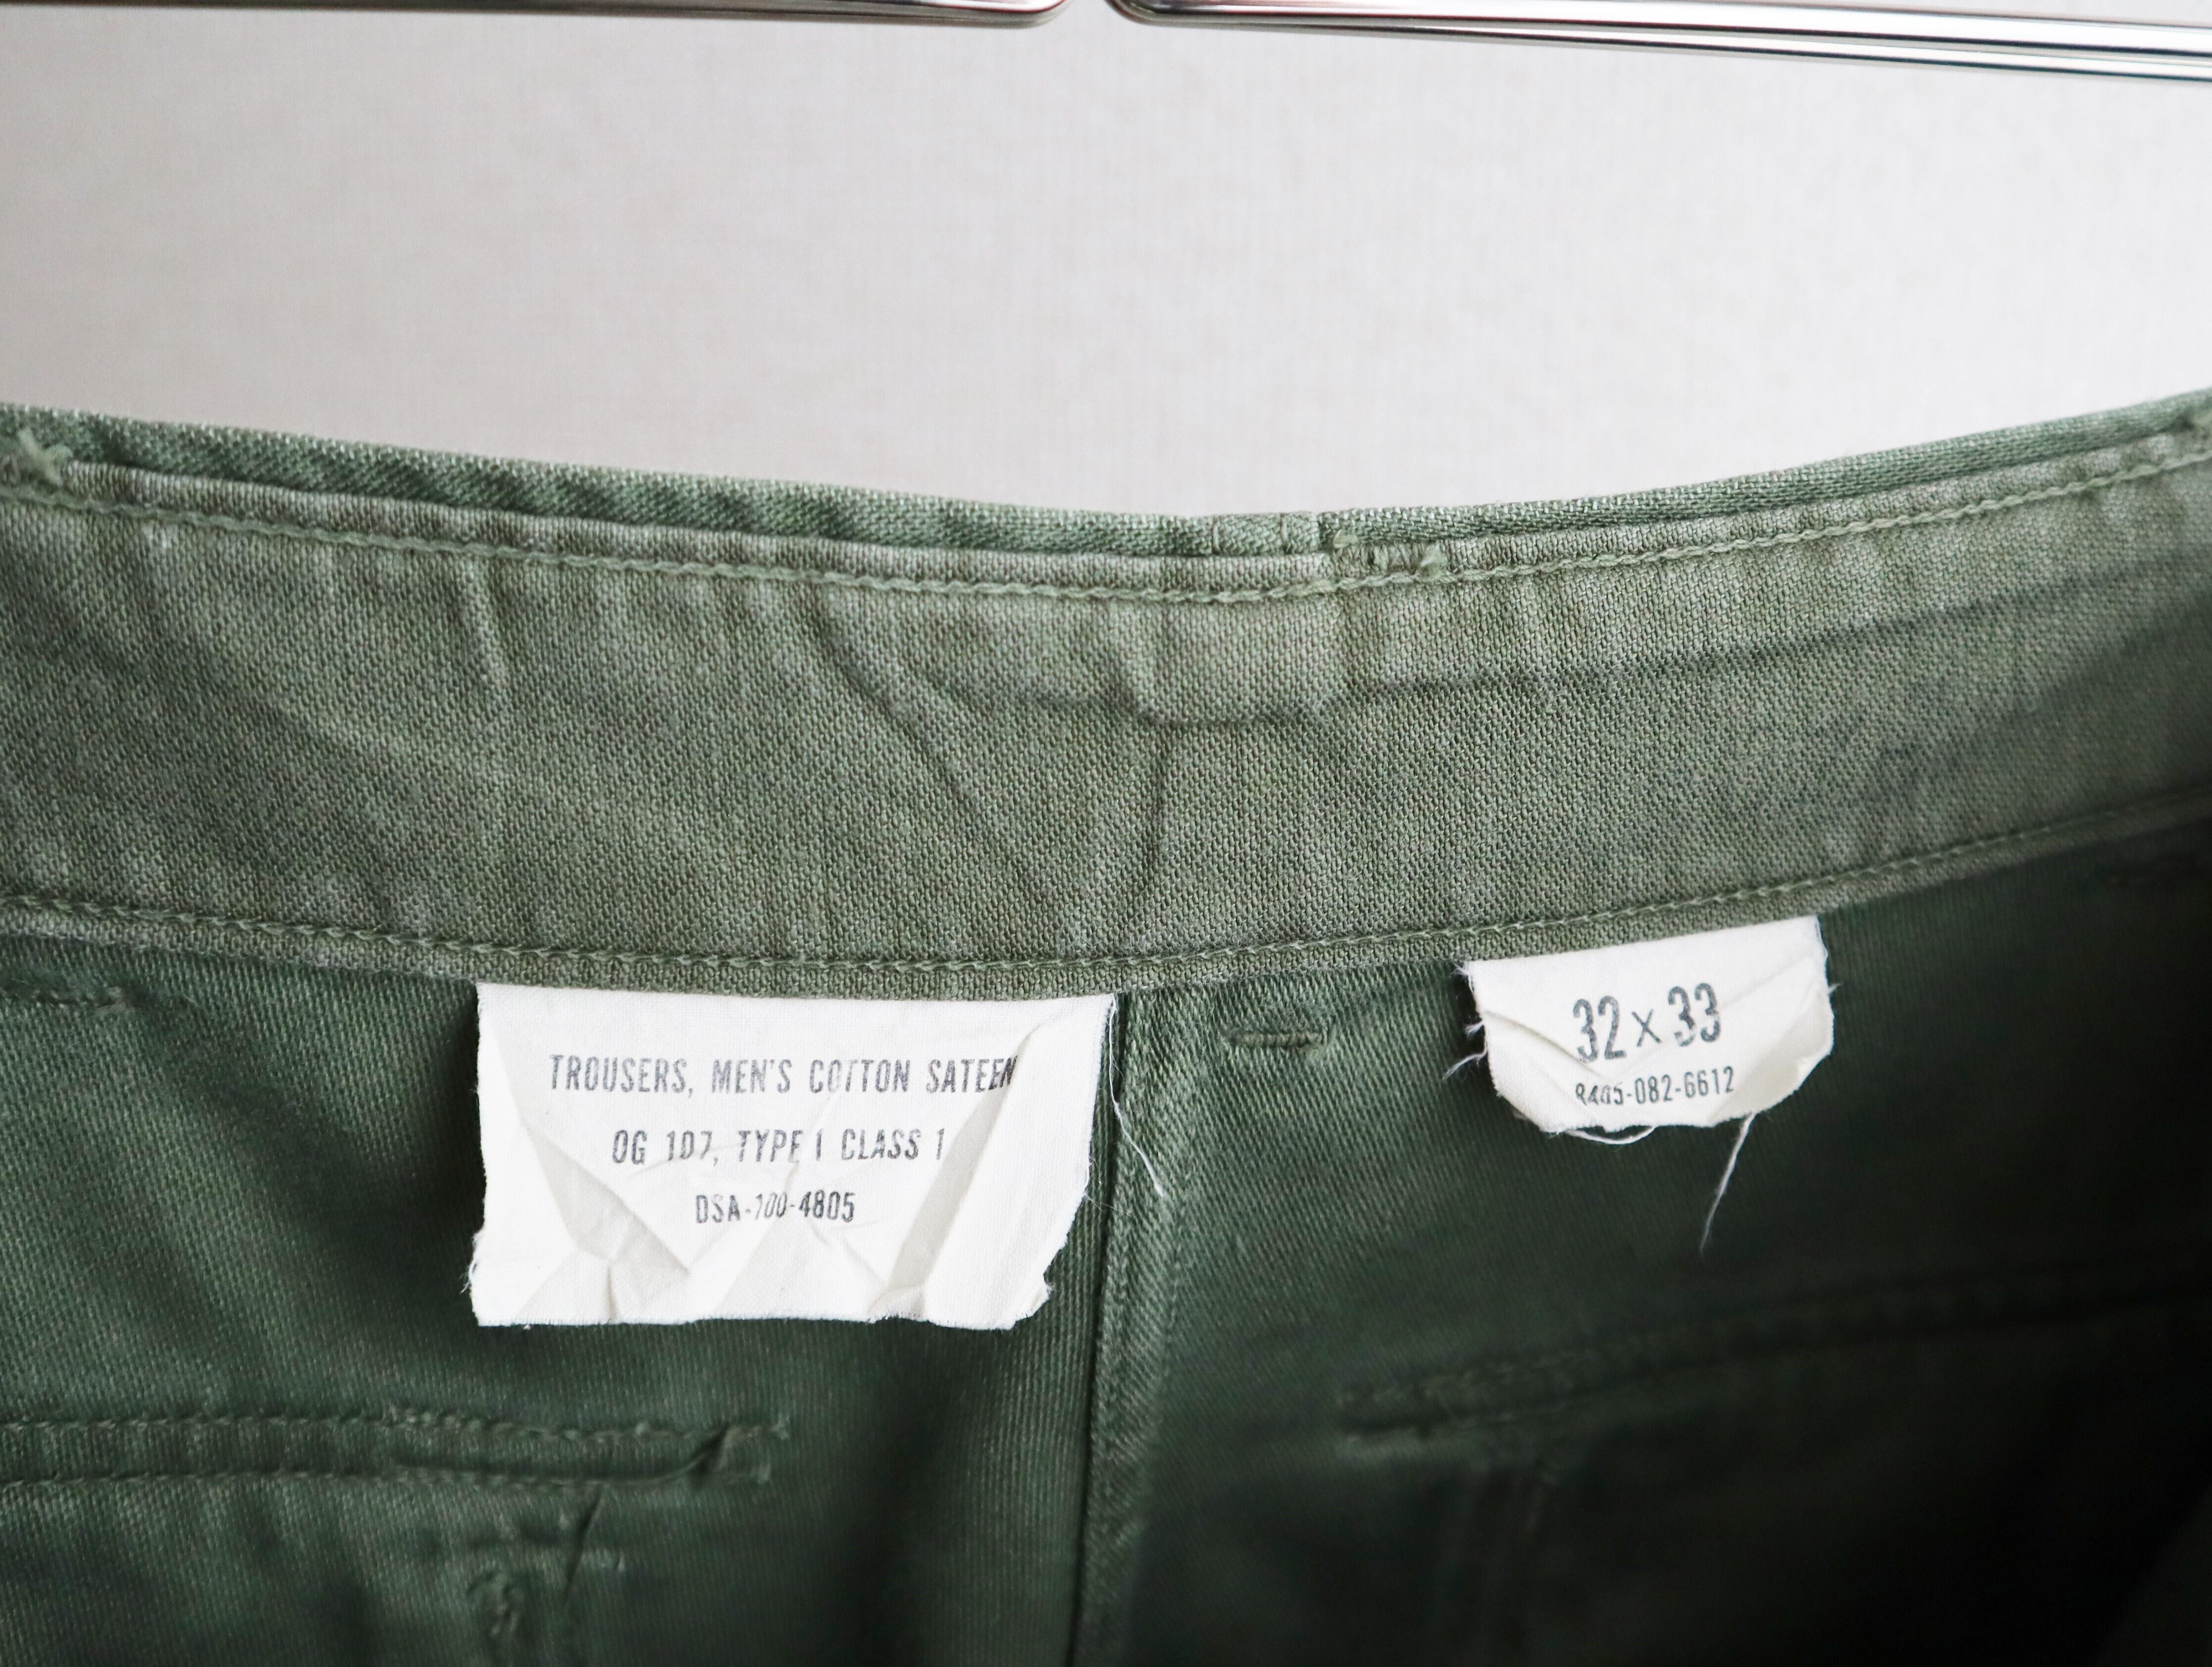 TROUSERS, MEN'S COTTON SATEEN
OG 107, TYPE I CLASS 1
DSA-100-4805
32 x 33
8405-082-6612